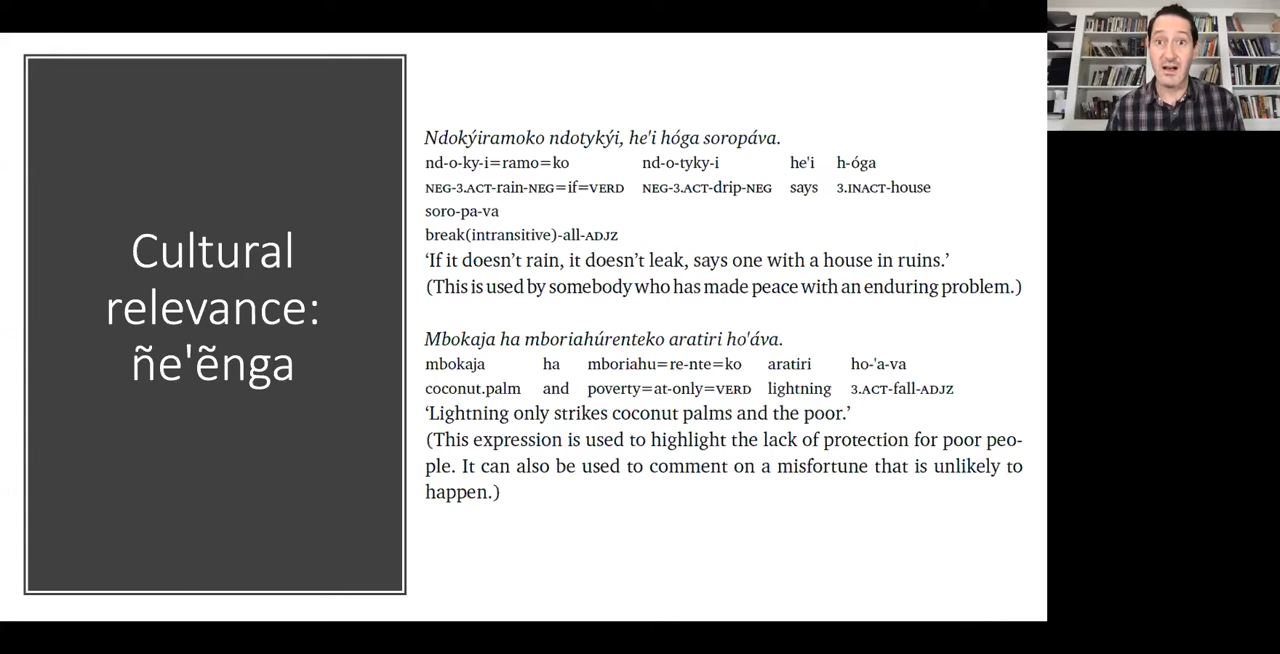 Cultural
relevance:
ñe'ẽnga
Ndokýiramoko ndotykýi, he'i hóga soropáva.
nd-o-ky-i=ramo=ko nd-o-tyky-i he'i h-óga
NEG-3.ACT-rain-NEG=if=VERD NEG-3.ACT-drip-NEG says 3.INACT-house
soro-pa-va
break(intransitive)-all-ADJZ
‘If it doesn’t rain, it doesn’t leak, says one with a house in ruins.’
(This is used by somebody who has made peace with an enduring problem.)
Mbokaja ha mboriahúrenteko aratiri ho'áva.
mbokaja ha mboriahu=re-nte=ko aratiri ho-'a-va
coconut.palm and poverty=at-only=VERD lightning 3.ACT-fall-ADJZ
‘Lightning only strikes coconut palms and the poor.’
(This expression is used to highlight the lack of protection for poor peo-
ple. It can also be used to comment on a misfortune that is unlikely to
happen.)